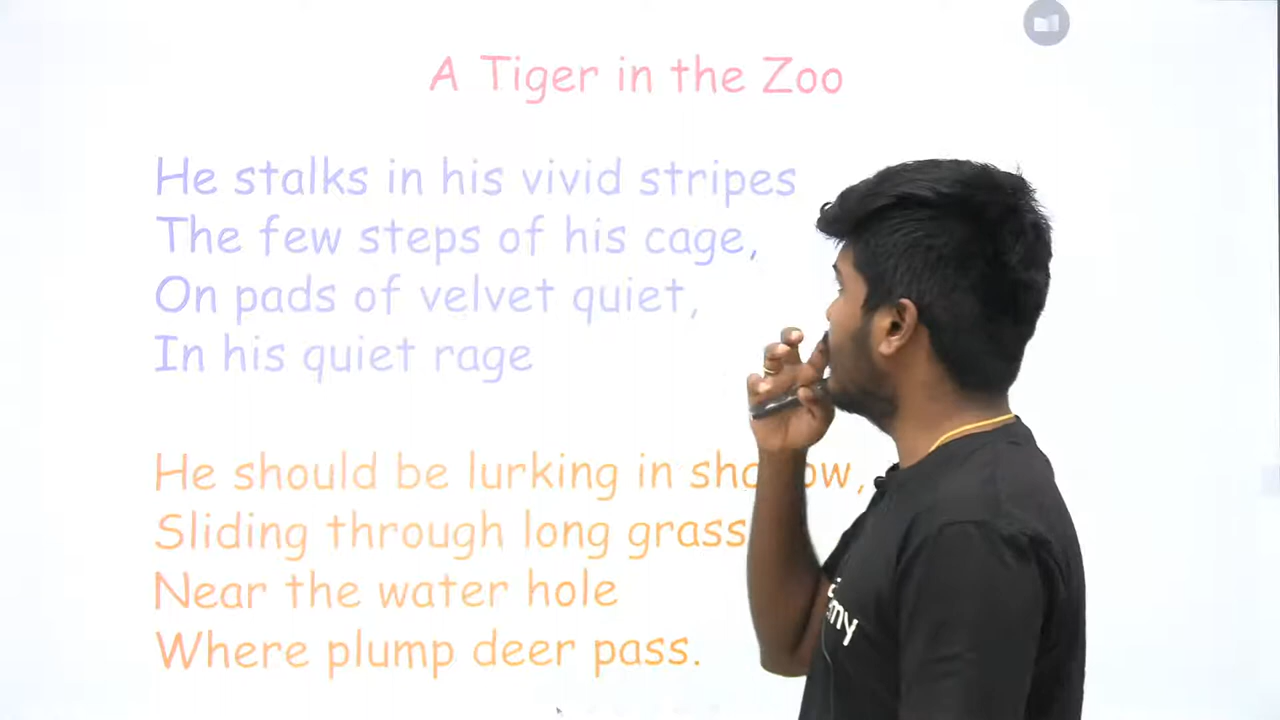 A Tiger in the Zoo
He stalks in his vivid stripes
The few steps of his cage,
On pads of velvet quiet,
In his quiet rage
He should be lurking in shadow,
Sliding through long grass
Near the water hole
Where plump deer pass.